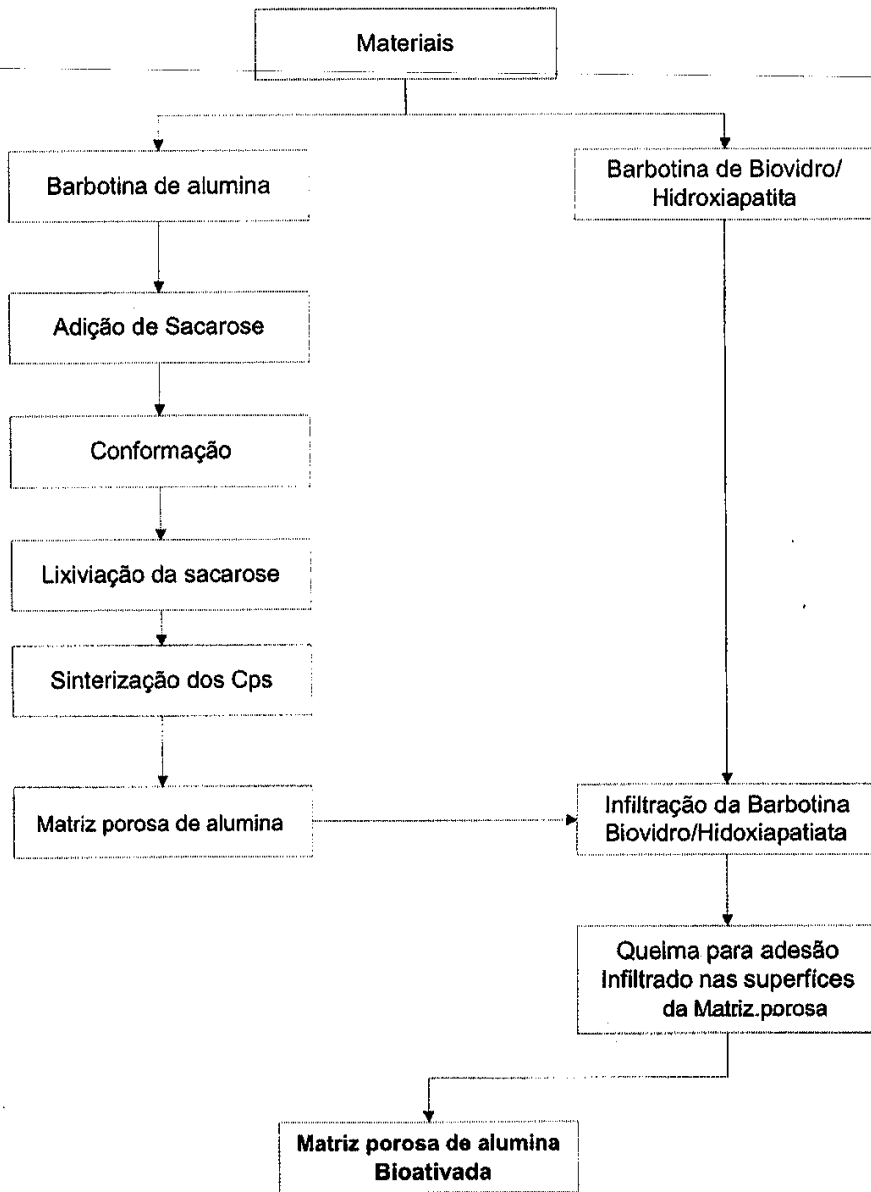 Materiais
Barbotina de alumina
Barbotina de Biovidro/
Hidroxiapatita
Adição de Sacarose
Conformação
Lixiviação da sacarose
Sinterização dos Cps
Matriz porosa de alumina
Infiltração da Barbotina
Biovidro/Hidoxiapatiata
Queima para adesão
Infiltrado nas superfíces
da Matriz.porosa
Matriz porosa de alumina
Bioativada